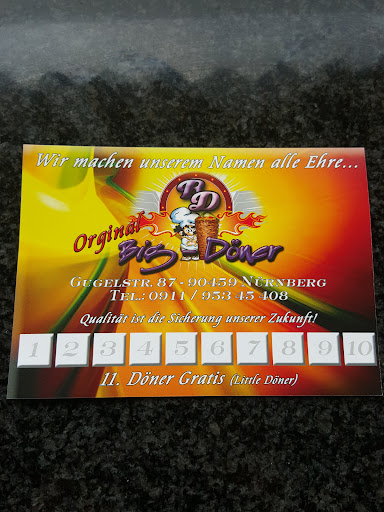 Wir machen unserem Namen alle Ehre...
BD
Orginal
Big Döner
Gugelstr. 87 - 90459 Nürnberg
Tel.: 0911 / 953 45 408
Qualität ist die Sicherung unserer Zukunft!
1 2 3 4 5 6 7 8 9 10
11. Döner Gratis (Little Döner)